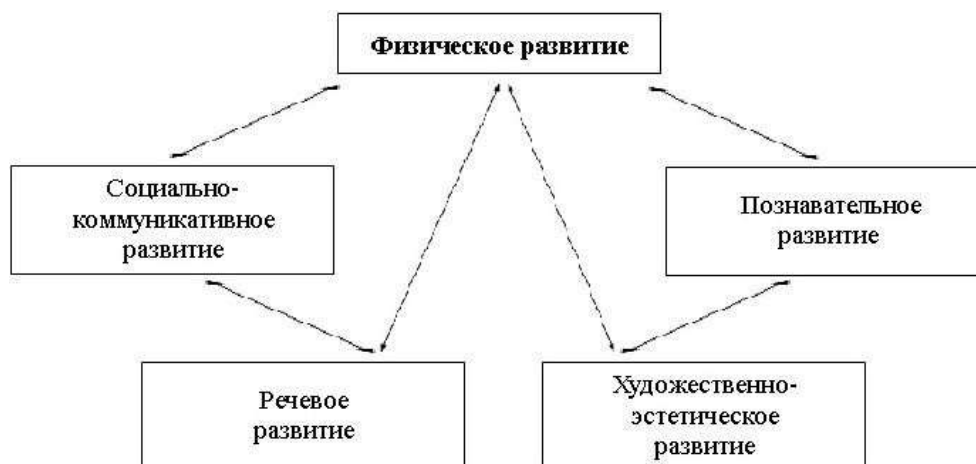 Физическое развитие
Социально-
коммуникативное
развитие
Познавательное
развитие
Речевое
развитие
Художественно-
эстетическое
развитие